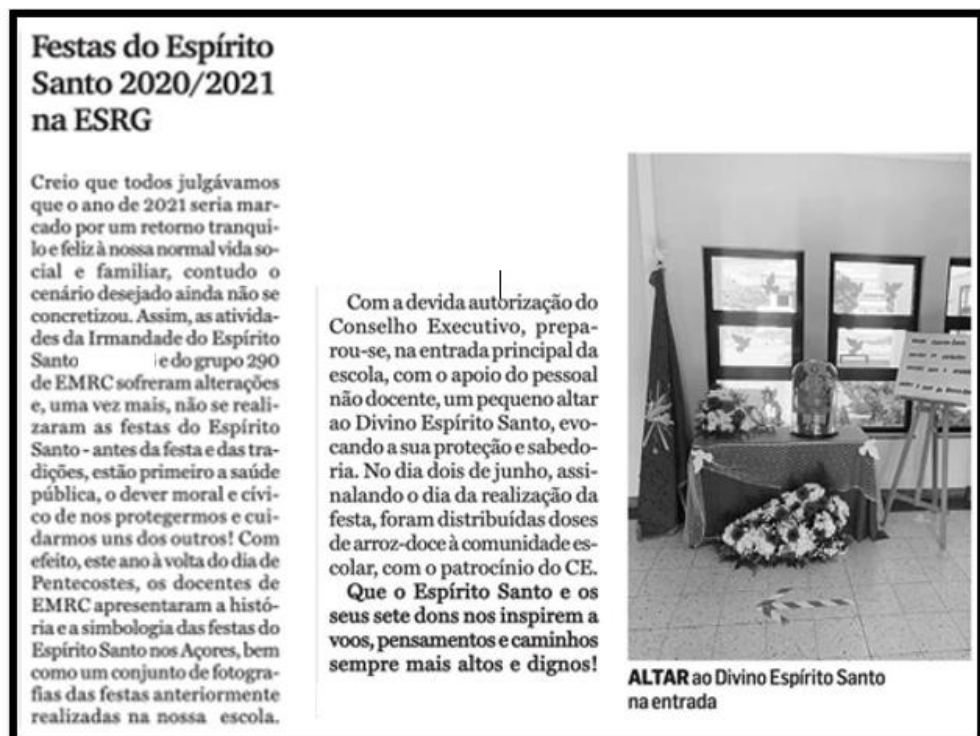 Festas do Espírito
Santo 2020/2021
na ESRG
Creio que todos julgávamos
que o ano de 2021 seria mar-
cado por um retorno tranqui-
lo e feliz à nossa normal vida so-
cial e familiar, contudo o
cenário desejado ainda não se
concretizou. Assim, as ativida-
des da Irmandade do Espírito
Santo e do grupo 290
de EMRC sofreram alterações
e, uma vez mais, não se reali-
zaram as festas do Espírito
Santo - antes da festa e das tra-
dições, estão primeiro a saúde
pública, o dever moral e cívi-
co de nos protegermos e cui-
darmos uns dos outros! Com
efeito, este ano à volta do dia de
Pentecostes, os docentes de
EMRC apresentaram a histó-
ria e a simbologia das festas do
Espírito Santo nos Açores, bem
como um conjunto de fotogra-
fias das festas anteriormente
realizadas na nossa escola.
Com a devida autorização do
Conselho Executivo, prepa-
rou-se, na entrada principal da
escola, com o apoio do pessoal
não docente, um pequeno altar
ao Divino Espírito Santo, evo-
cando a sua proteção e sabedo-
ria. No dia dois de junho, assi-
nalando o dia da realização da
festa, foram distribuídas doses
de arroz-doce à comunidade es-
colar, com o patrocínio do CE.
Que o Espírito Santo e os
seus sete dons nos inspirem a
voos, pensamentos e caminhos
sempre mais altos e dignos!
ALTAR ao Divino Espírito Santo
na entrada